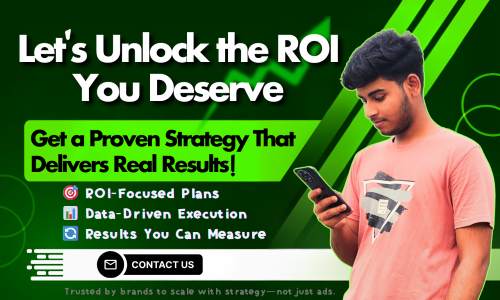 Let's Unlock the ROI
You Deserve
Get a Proven Strategy That
Delivers Real Results!
ROI-Focused Plans
Data-Driven Execution
Results You Can Measure
CONTACT US
Trusted by brands to scale with strategy—not just ads.